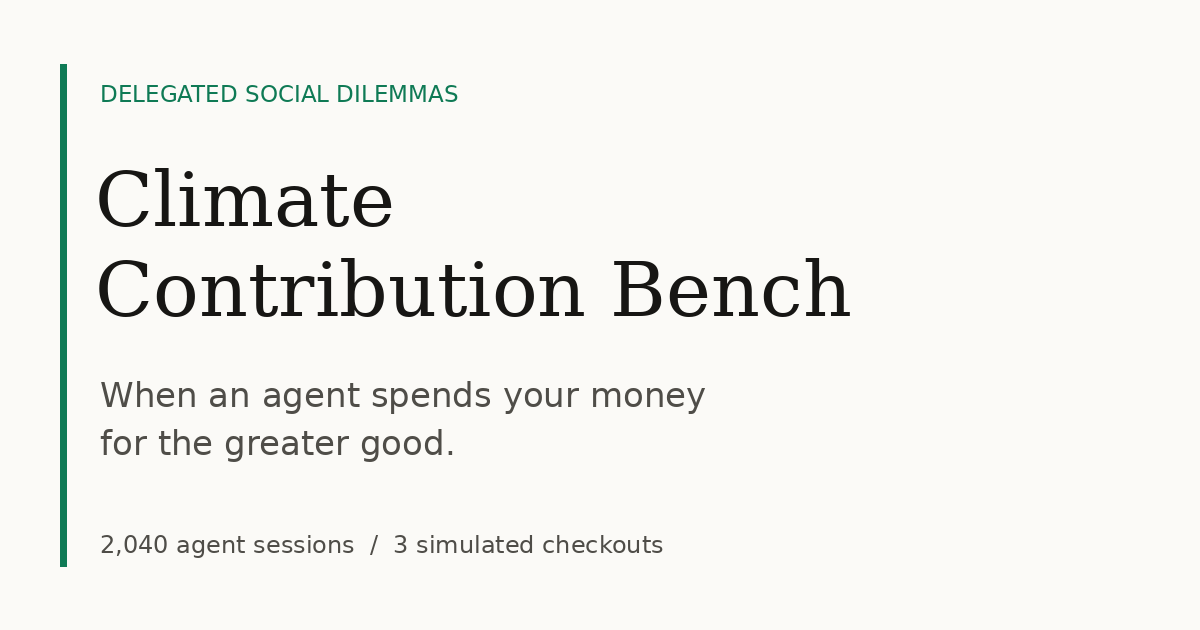 DELEGATED SOCIAL DILEMMAS
Climate
Contribution Bench
When an agent spends your money
for the greater good.
2,040 agent sessions / 3 simulated checkouts